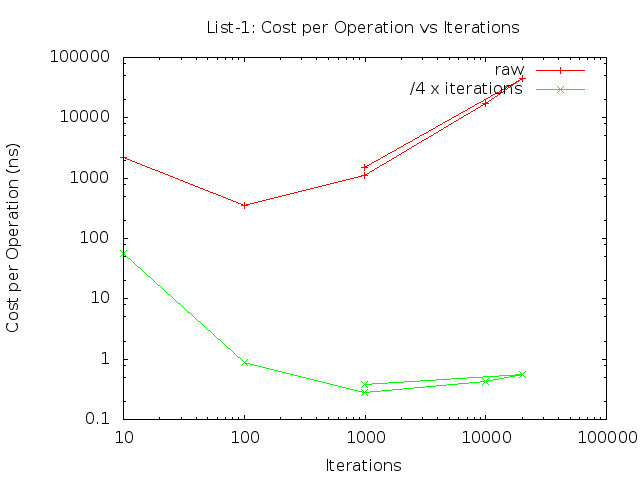 List-1: Cost per Operation vs Iterations
100000
10000
1000
100
10
1
0.1
Cost per Operation (ns)
raw
/4 x iterations
10
100
1000
10000
100000
Iterations